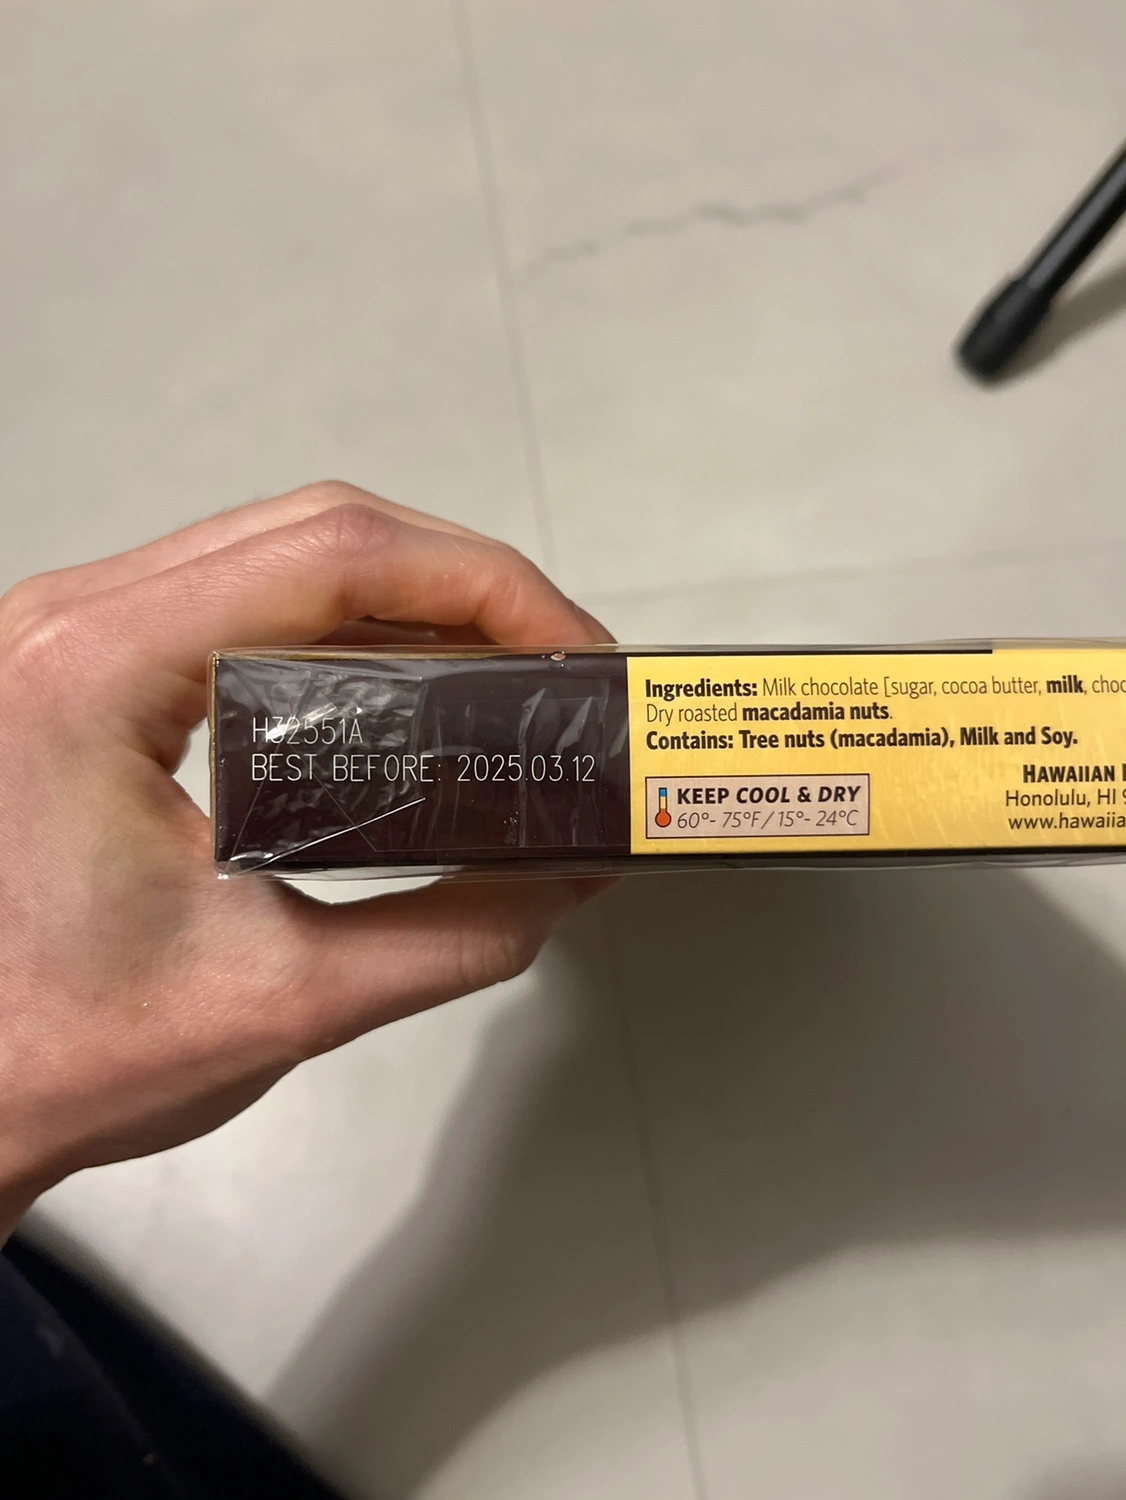 H32551A
BEST BEFORE: 2025.03.12
Ingredients: Milk chocolate [sugar, cocoa butter, milk,
Dry roasted macadamia nuts.
Contains: Tree nuts (macadamia), Milk and Soy.
KEEP COOL & DRY
60°- 75°F / 15°- 24°C
HAWAIIAN
Honolulu, HI